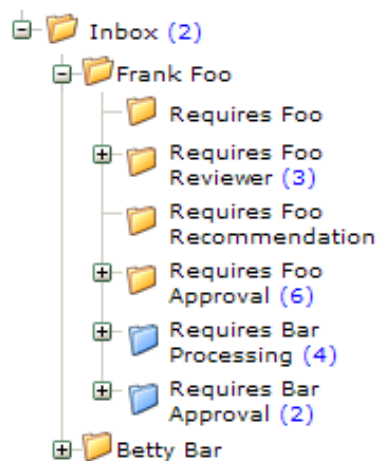 Inbox (2)
Frank Foo
Requires Foo
Requires Foo
Reviewer (3)
Requires Foo
Recommendation
Requires Foo
Approval (6)
Requires Bar
Processing (4)
Requires Bar
Approval (2)
Betty Bar